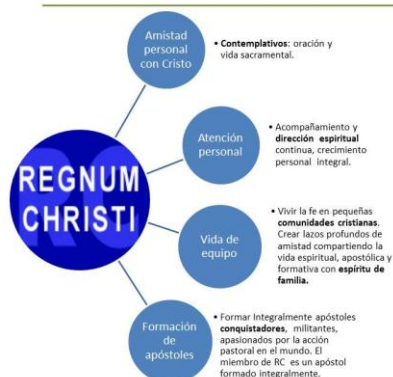 Amistad
personal
con Cristo
• Contemplativos: oración y
vida sacramental.
Atención
personal
• Acompañamiento y
dirección espiritual
continua, crecimiento
personal integral.
REGNUM
CHRISTI
Vida de
equipo
• Vivir la fe en pequeñas
comunidades cristianas.
Crear lazos profundos de
amistad compartiendo la
vida espiritual, apostólica y
formativa con espíritu de
familia.
Formación
de
apóstoles
• Formar Integralmente apóstoles
conquistadores, militantes,
apasionados por la acción
pastoral en el mundo. El
miembro de RC es un apóstol
formado integralmente.